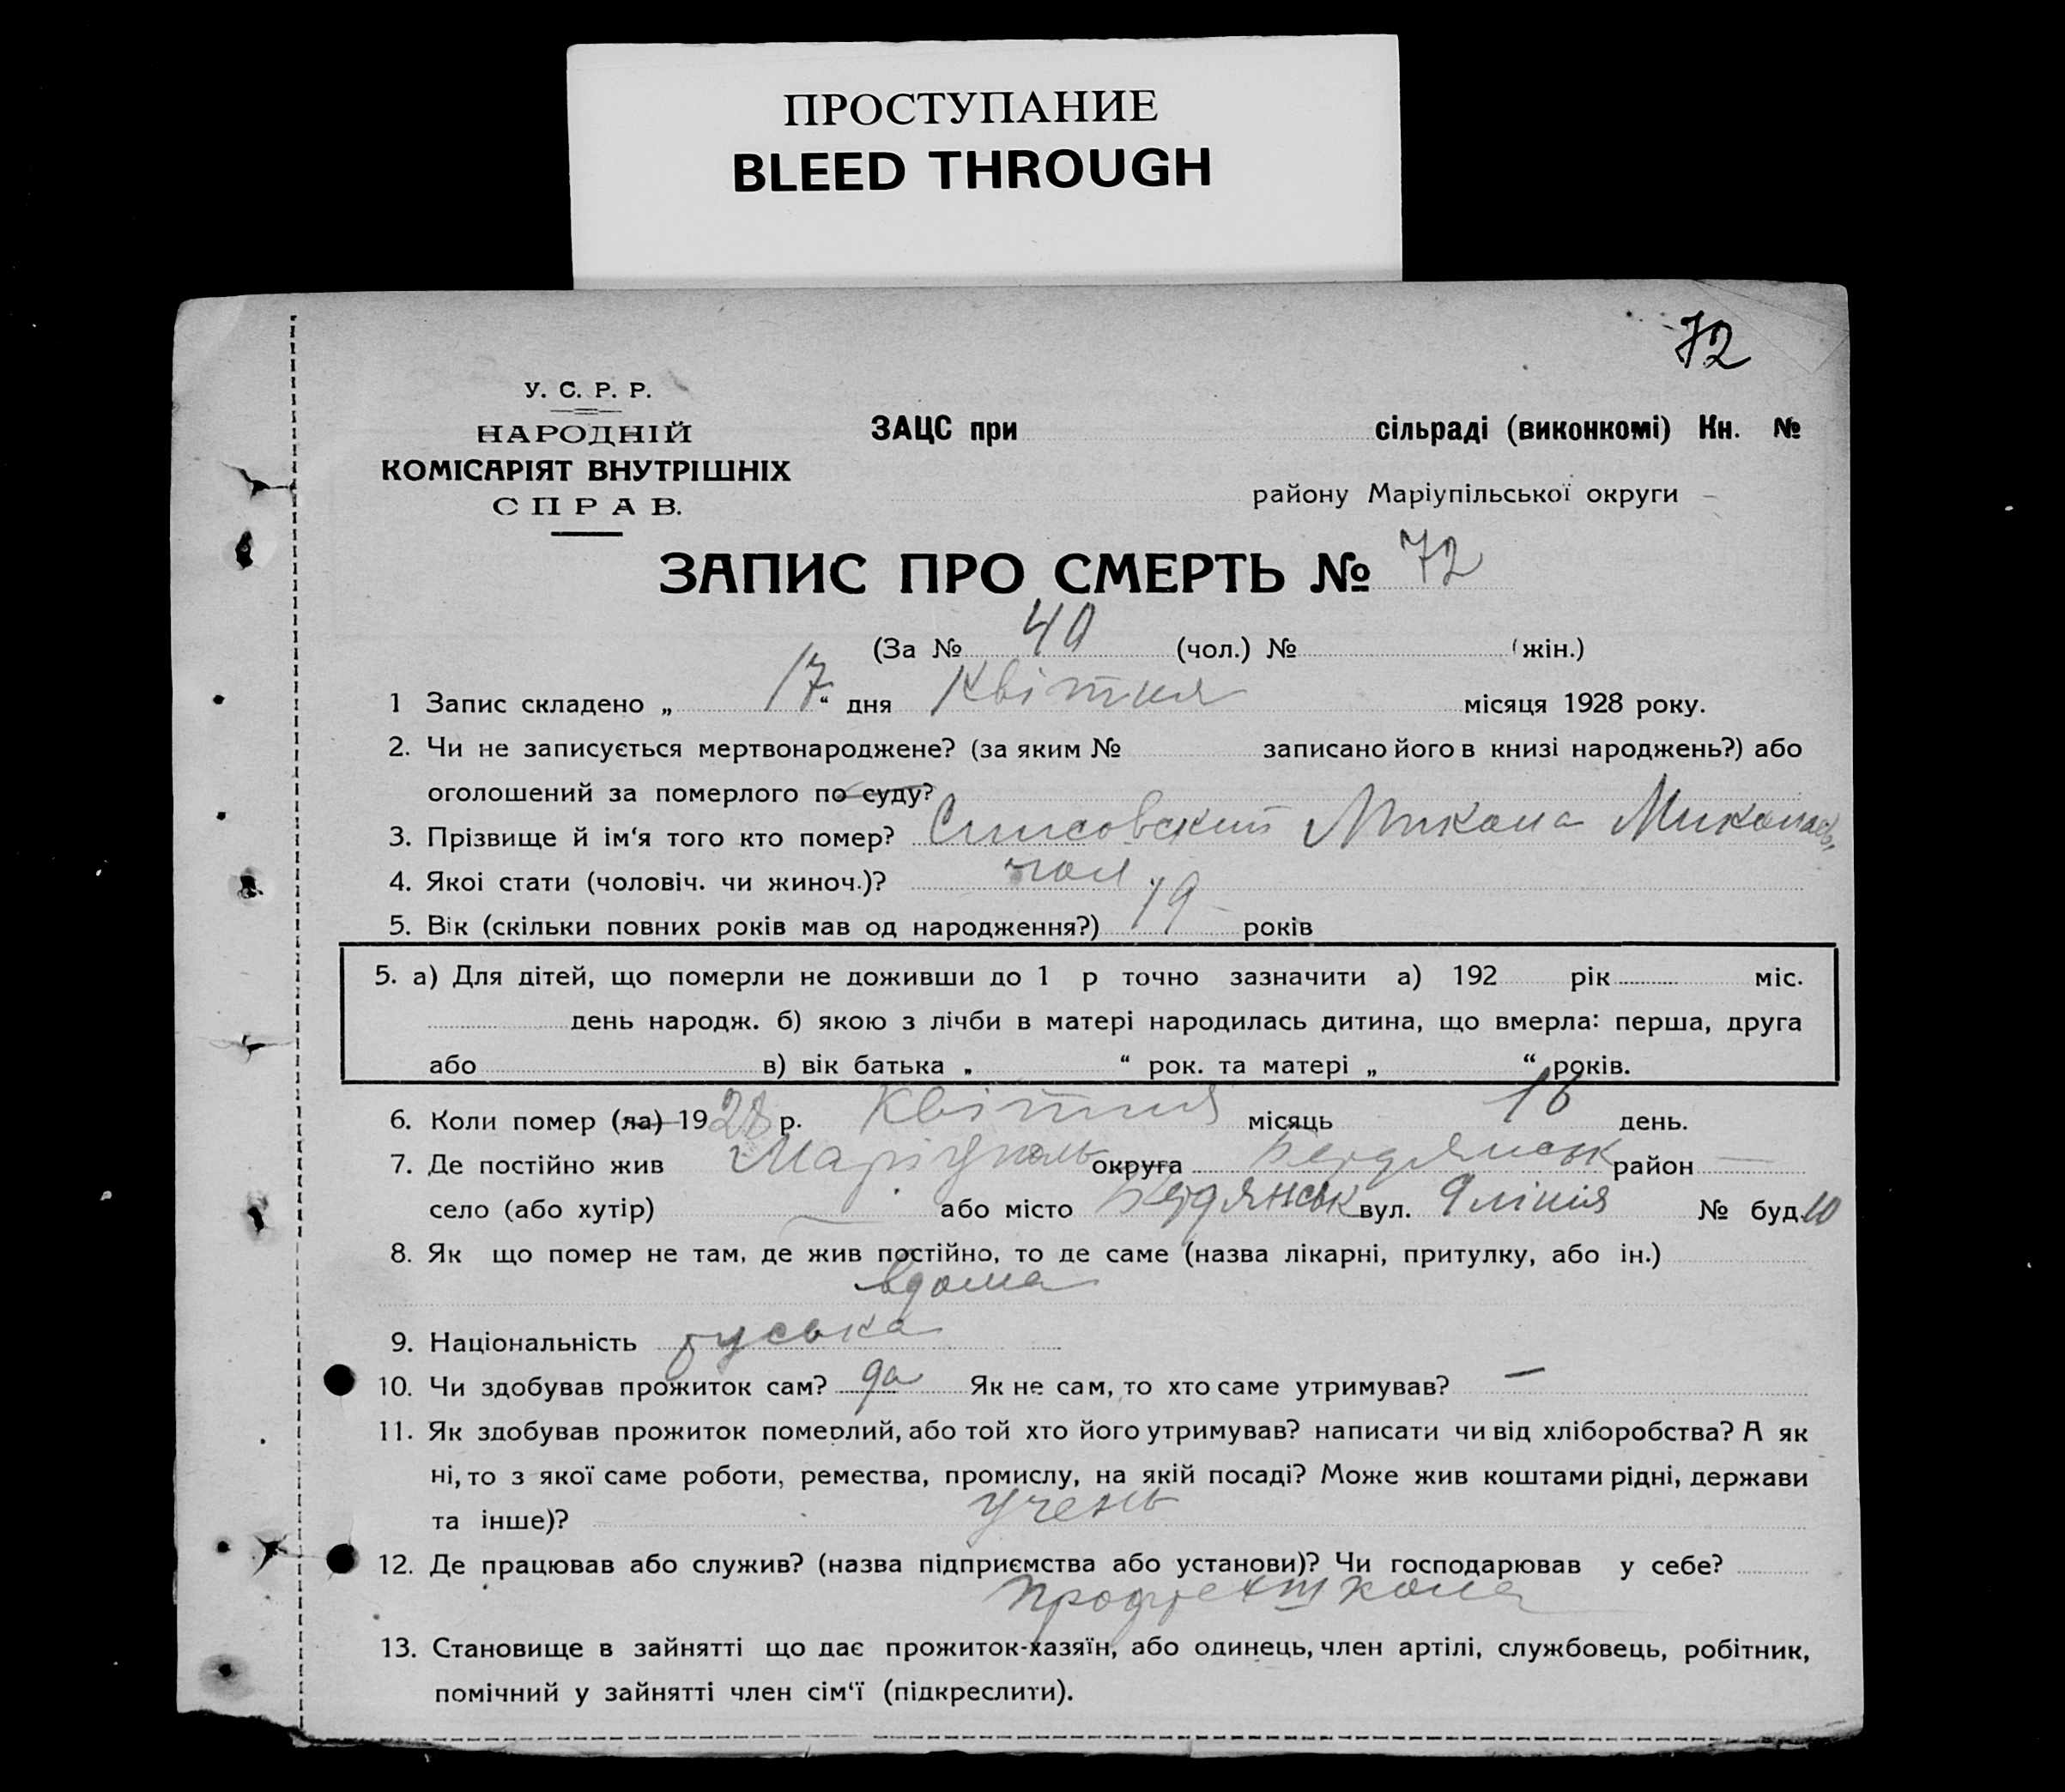 ПРОСТУПАНИЕ
BLEED THROUGH
72
У. С. Р. Р.
НАРОДНІЙ
КОМІСАРІЯТ ВНУТРІШНІХ
СПРАВ.
ЗАЦС при сільраді (виконкомі) Кн. №
району Маріупільської округи
ЗАПИС ПРО СМЕРТЬ № 72
(За № 40 (чол.) № (жін.)
1 Запис складено „ 17 “ дня Квітня місяця 1928 року.
2. Чи не записується мертвонароджене? (за яким № записано його в книзі народжень?) або
оголошений за померлого по суду?
3. Прізвище й ім‘я того кто помер? Микола Миколаєв.
4. Якоі стати (чоловіч. чи жиноч.)? чол
5. Вік (скільки повних років мав од народження?) 19 років
5. а) Для дітей, що померли не доживши до 1 р точно зазначити а) 192 рік міс.
день народж. б) якою з лічби в матері народилась дитина, що вмерла: перша, друга
або в) вік батька „ “ рок. та матері „ “ років.
6. Коли помер (ла) 1928 р. Квітня місяць 16 день.
7. Де постійно жив Маріуполь округа Бердянськ район —
село (або хутір) — або місто Бердянськ вул. 9 лінія № буд. 10
8. Як що помер не там, де жив постійно, то де саме (назва лікарні, притулку, або ін.)
вдома
9. Національність руська
10. Чи здобував прожиток сам? да Як не сам, то хто саме утримував? —
11. Як здобував прожиток померлий, або той хто його утримував? написати чи від хліборобства? А як
ні, то з якої саме роботи, ремества, промислу, на якій посаді? Може жив коштами рідні, держави
та інше)? учень
12. Де працював або служив? (назва підприємства або установи)? Чи господарював у себе?
профтехшкола
13. Становище в зайнятті що дає прожиток-хазяїн, або одинець, член артілі, службовець, робітник,
помічний у зайнятті член сім‘ї (підкреслити).